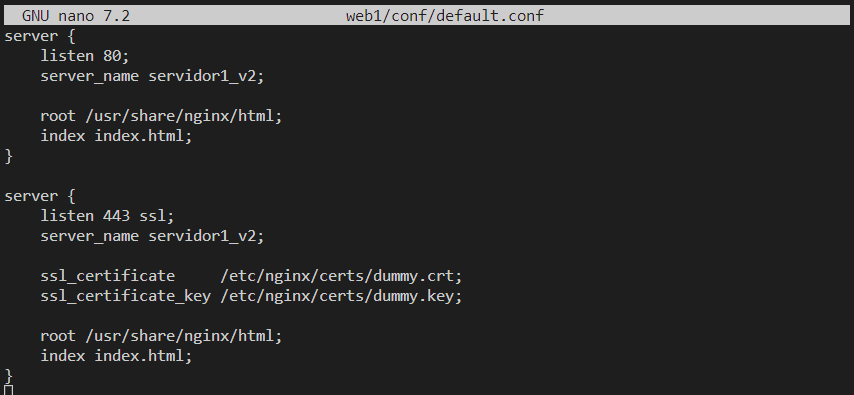 GNU nano 7.2 web1/conf/default.conf
server {
    listen 80;
    server_name servidor1_v2;

    root /usr/share/nginx/html;
    index index.html;
}

server {
    listen 443 ssl;
    server_name servidor1_v2;

    ssl_certificate     /etc/nginx/certs/dummy.crt;
    ssl_certificate_key /etc/nginx/certs/dummy.key;

    root /usr/share/nginx/html;
    index index.html;
}